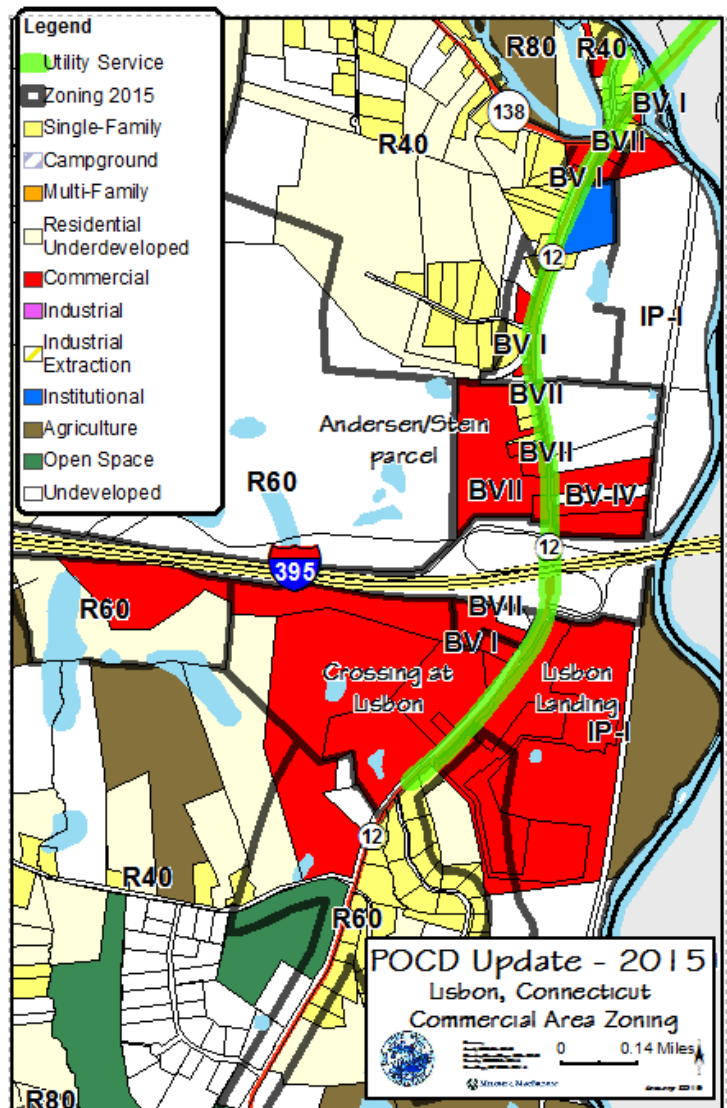 Legend
Utility Service
Zoning 2015
Single-Family
Campground
Multi-Family
Residential
Underdeveloped
Commercial
Industrial
Industrial
Extraction
Institutional
Agriculture
Open Space
Undeveloped
R80
R40
BV I
138
BVII
R40
BV I
12
IP-I
BV I
BVII
Andersen/Stein
parcel
BVII
R60
BVII
BV-IV
12
395
BVII
R60
BV I
Crossing at
Lisbon
Lisbon
Landing
IP-I
12
R40
R60
R80
POCD Update - 2015
Lisbon, Connecticut
Commercial Area Zoning
0 0.14 Miles